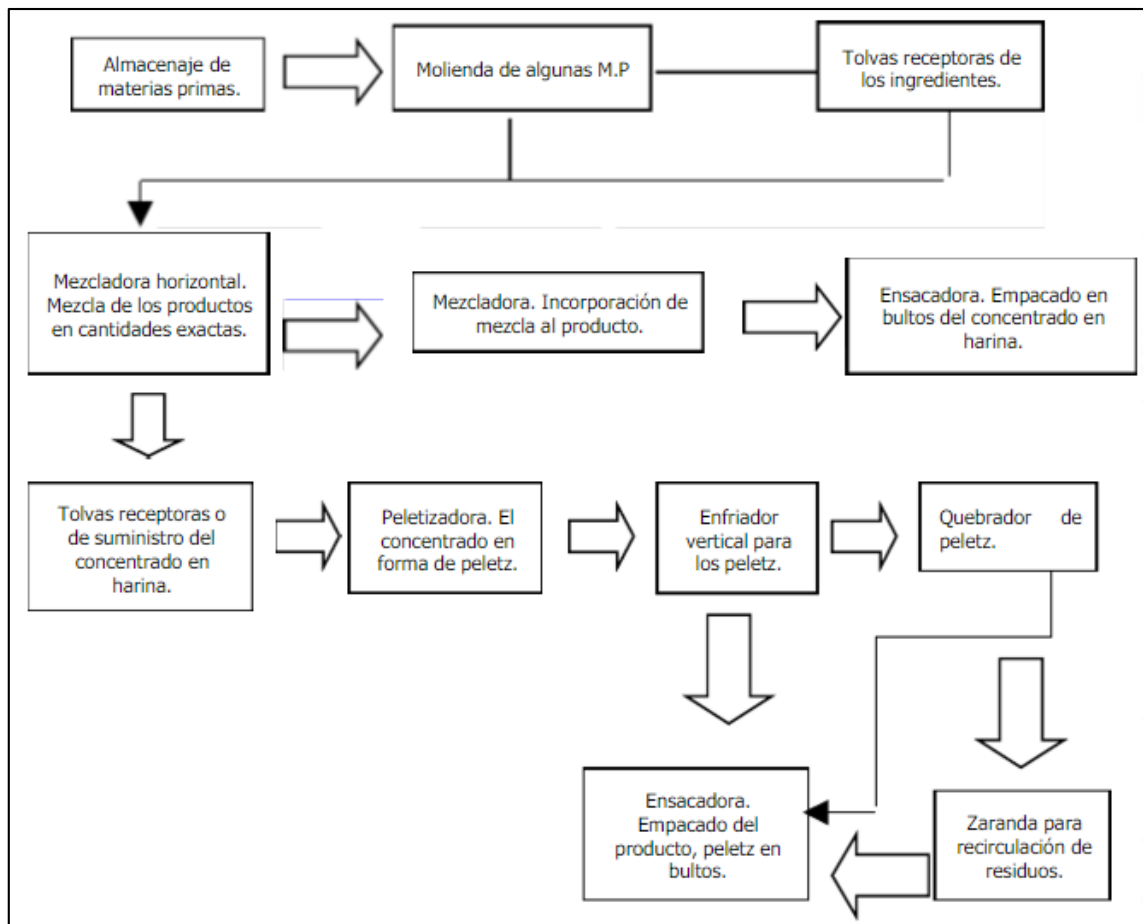 Almacenaje de
materias primas.
Molienda de algunas M.P
Tolvas receptoras de
los ingredientes.
Mezcladora horizontal.
Mezcla de los productos
en cantidades exactas.
Mezcladora. Incorporación de
mezcla al producto.
Ensacadora. Empacado en
bultos del concentrado en
harina.
Tolvas receptoras o
de suministro del
concentrado en
harina.
Peletizadora. El
concentrado en
forma de peletz.
Enfriador
vertical para
los peletz.
Quebrador de
peletz.
Ensacadora.
Empacado del
producto, peletz en
bultos.
Zaranda para
recirculación de
residuos.